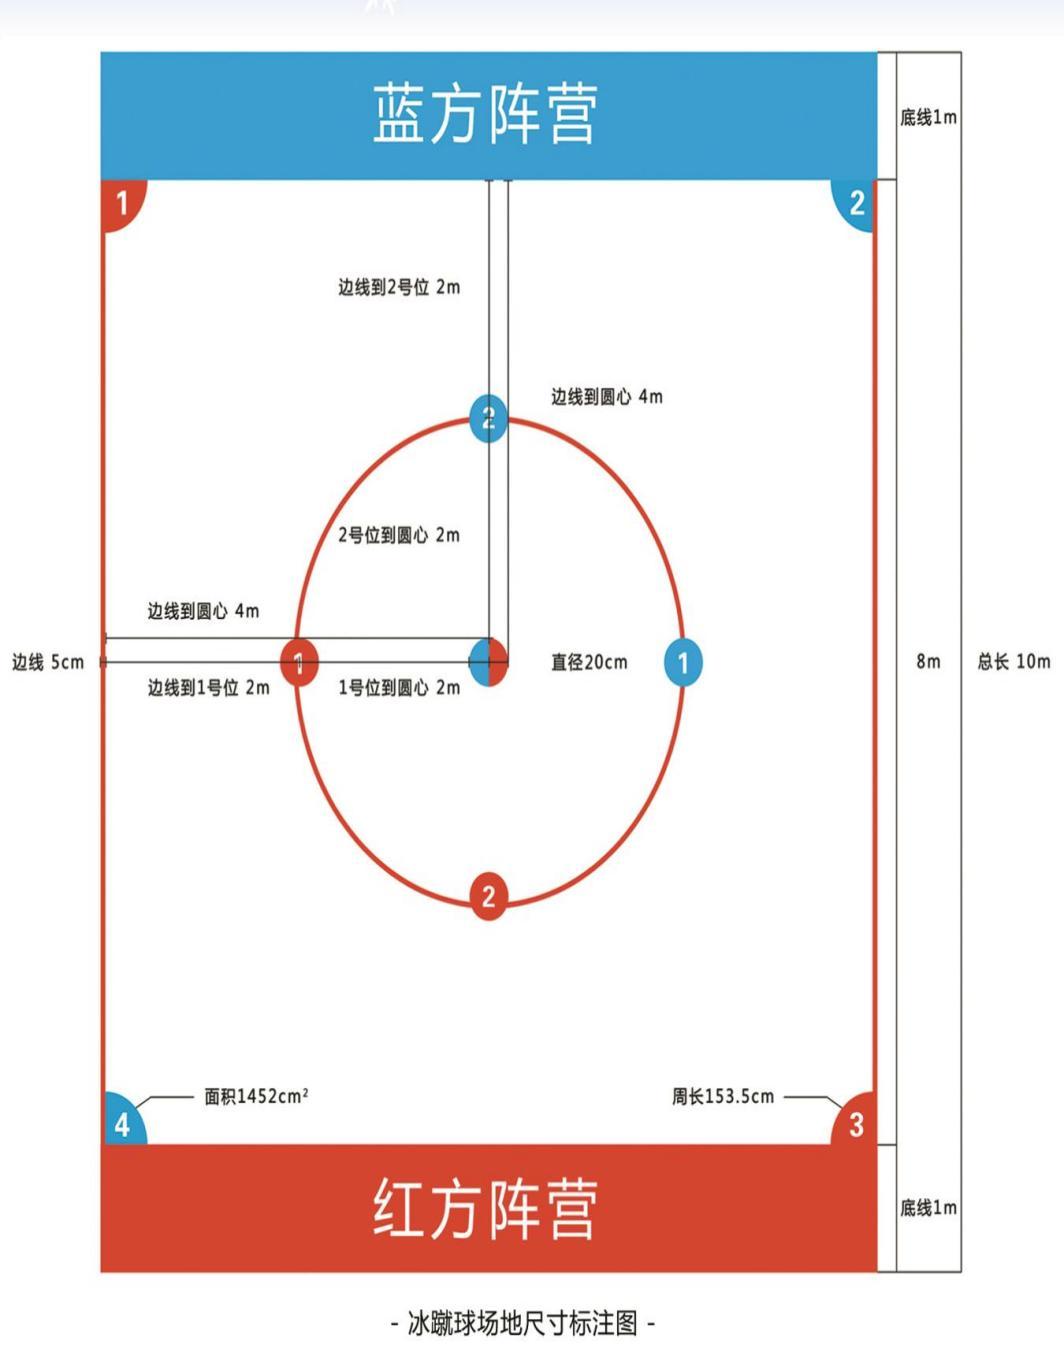 蓝方阵营
底线1m
1
2
边线到2号位 2m
边线到圆心 4m
2
2号位到圆心 2m
边线到圆心 4m
边线 5cm
1
直径20cm
1
8m
总长 10m
边线到1号位 2m
1号位到圆心 2m
2
面积1452cm²
周长153.5cm
4
3
红方阵营
底线1m
- 冰蹴球场地尺寸标注图 -